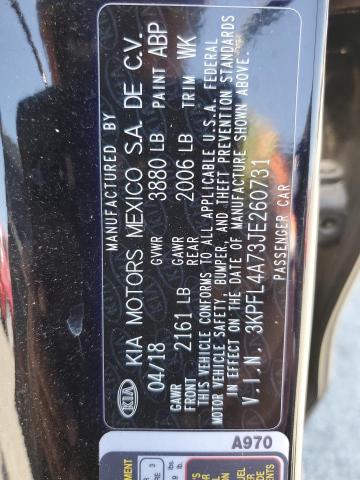 MANUFACTURED BY
KIA KIA MOTORS MEXICO S.A. DE C.V.
04/18 GVWR 3880 LB PAINT ABP
GAWR FRONT 2161 LB GAWR REAR 2006 LB TRIM WK
THIS VEHICLE CONFORMS TO ALL APPLICABLE U.S.A. FEDERAL
MOTOR VEHICLE SAFETY, BUMPER, AND THEFT PREVENTION STANDARDS
IN EFFECT ON THE DATE OF MANUFACTURE SHOWN ABOVE.
V.I.N. 3KPFL4A73JE260731
PASSENGER CAR
A970